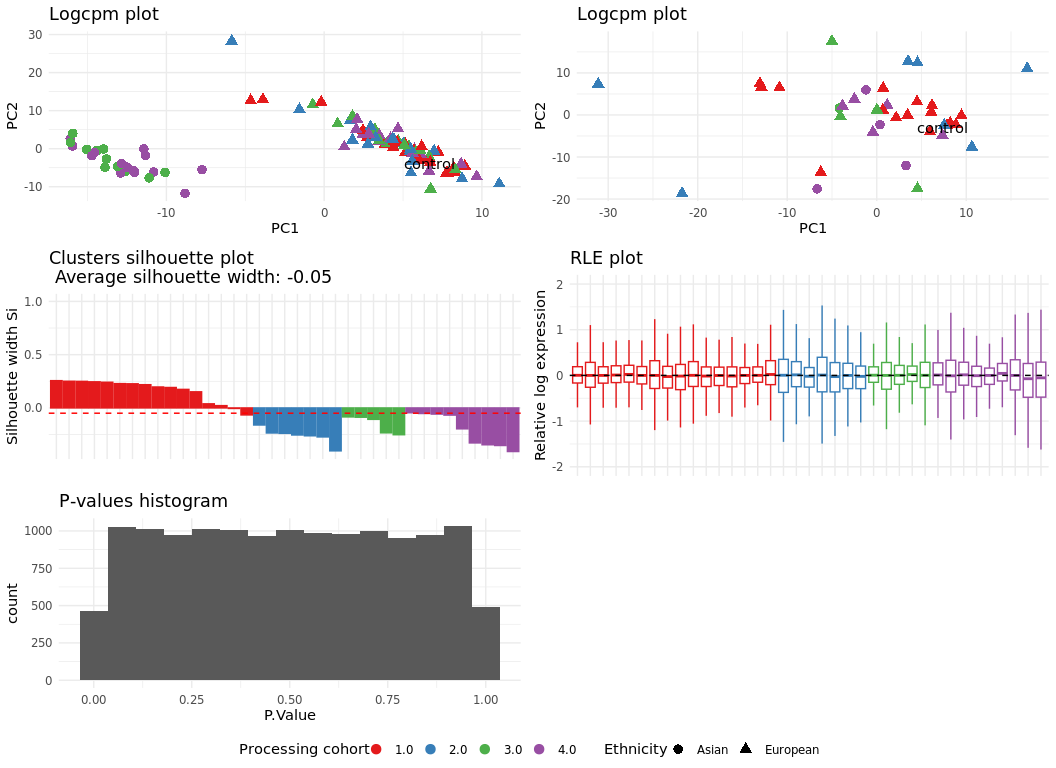 Logcpm plot
30
20
10
0
-10
PC2
-10
0
10
PC1
control
Logcpm plot
10
0
-10
-20
PC2
-30
-20
-10
0
10
PC1
control
Clusters silhouette plot
Average silhouette width: -0.05
1.0
0.5
0.0
Silhouette width Si
RLE plot
2
1
0
-1
-2
Relative log expression
P-values histogram
1000
750
500
250
0
count
0.00
0.25
0.50
0.75
1.00
P.Value
Processing cohort 1.0 2.0 3.0 4.0 Ethnicity Asian European